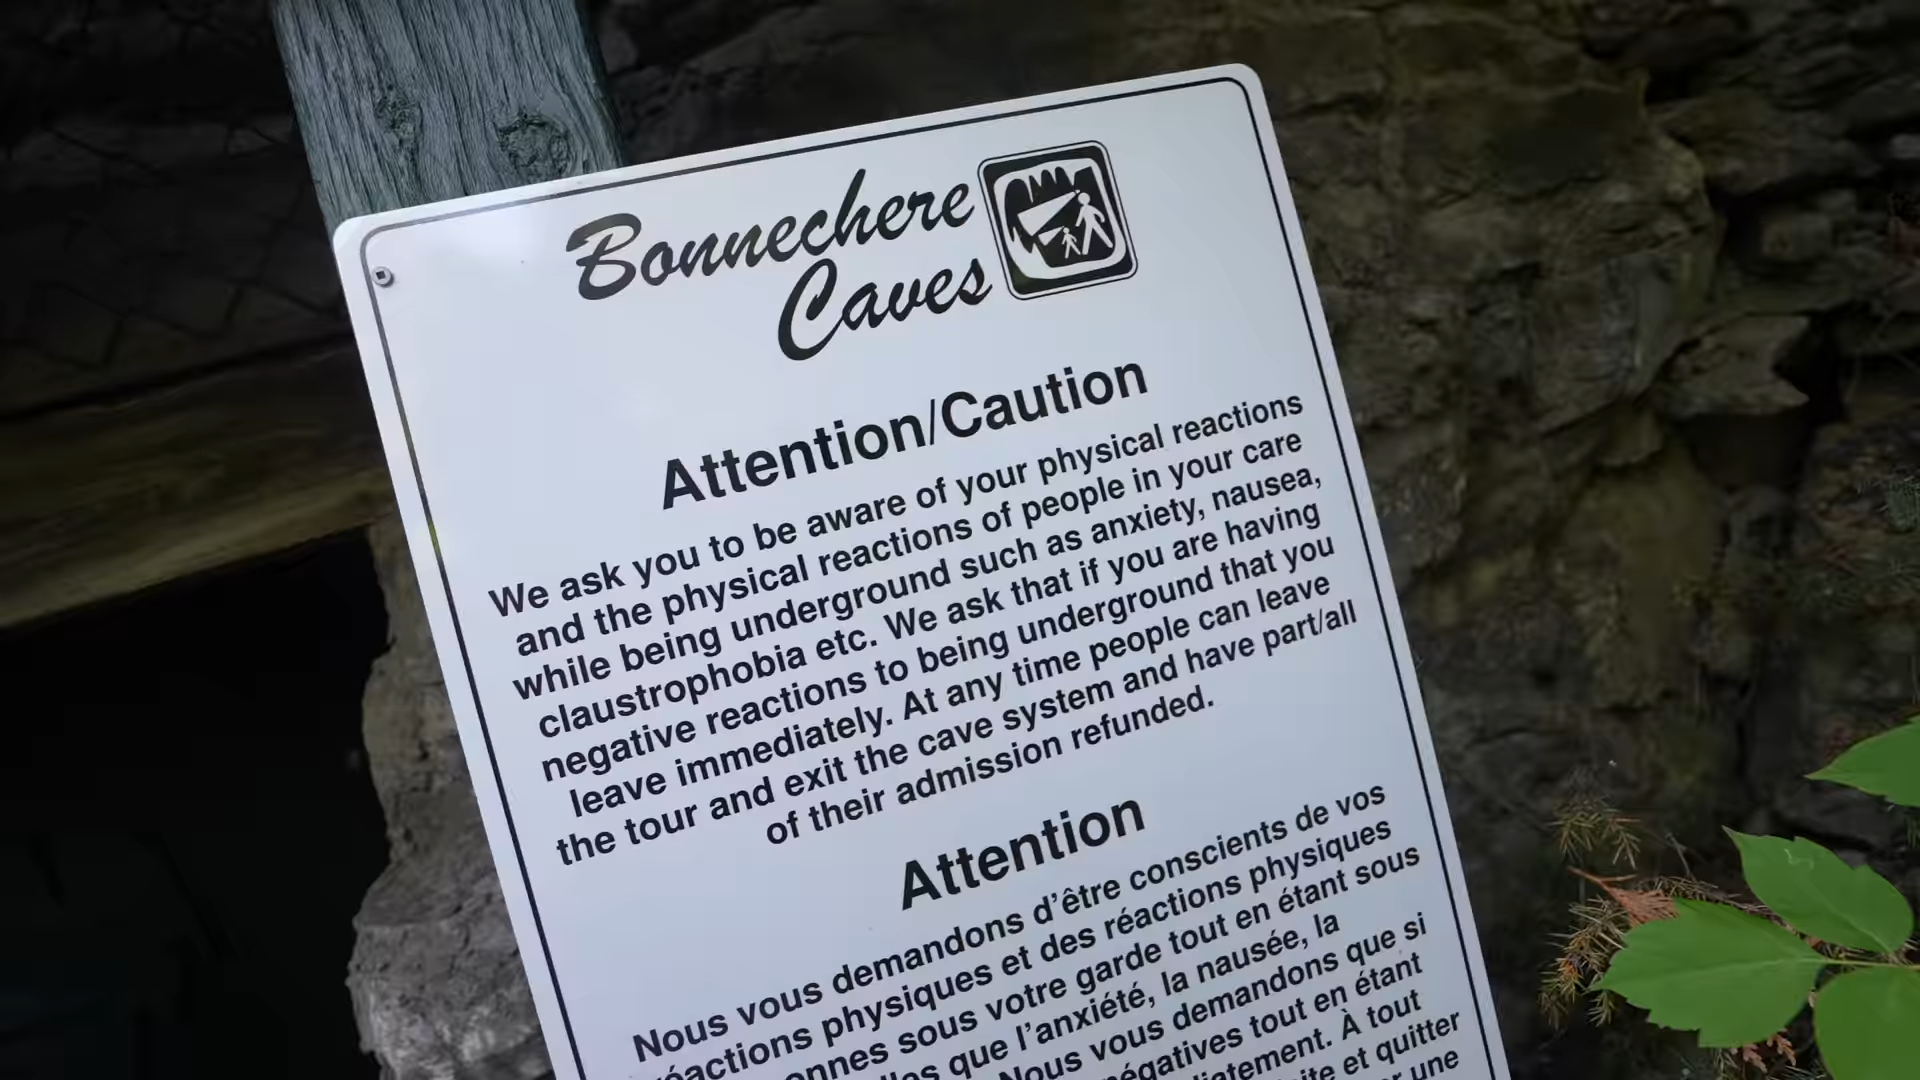 Bonnechere
Caves
Attention/Caution
We ask you to be aware of your physical reactions
and the physical reactions of people in your care
while being underground such as anxiety, nausea,
claustrophobia etc. We ask that if you are having
negative reactions to being underground that you
leave immediately. At any time people can leave
the tour and exit the cave system and have part/all
of their admission refunded.
Attention
Nous vous demandons d'être conscients de vos
réactions physiques et des réactions physiques
sous votre garde tout en étant sous
que l'anxiété, la nausée, la
Nous vous demandons que si
négatives tout en étant
À tout
et quitter
une